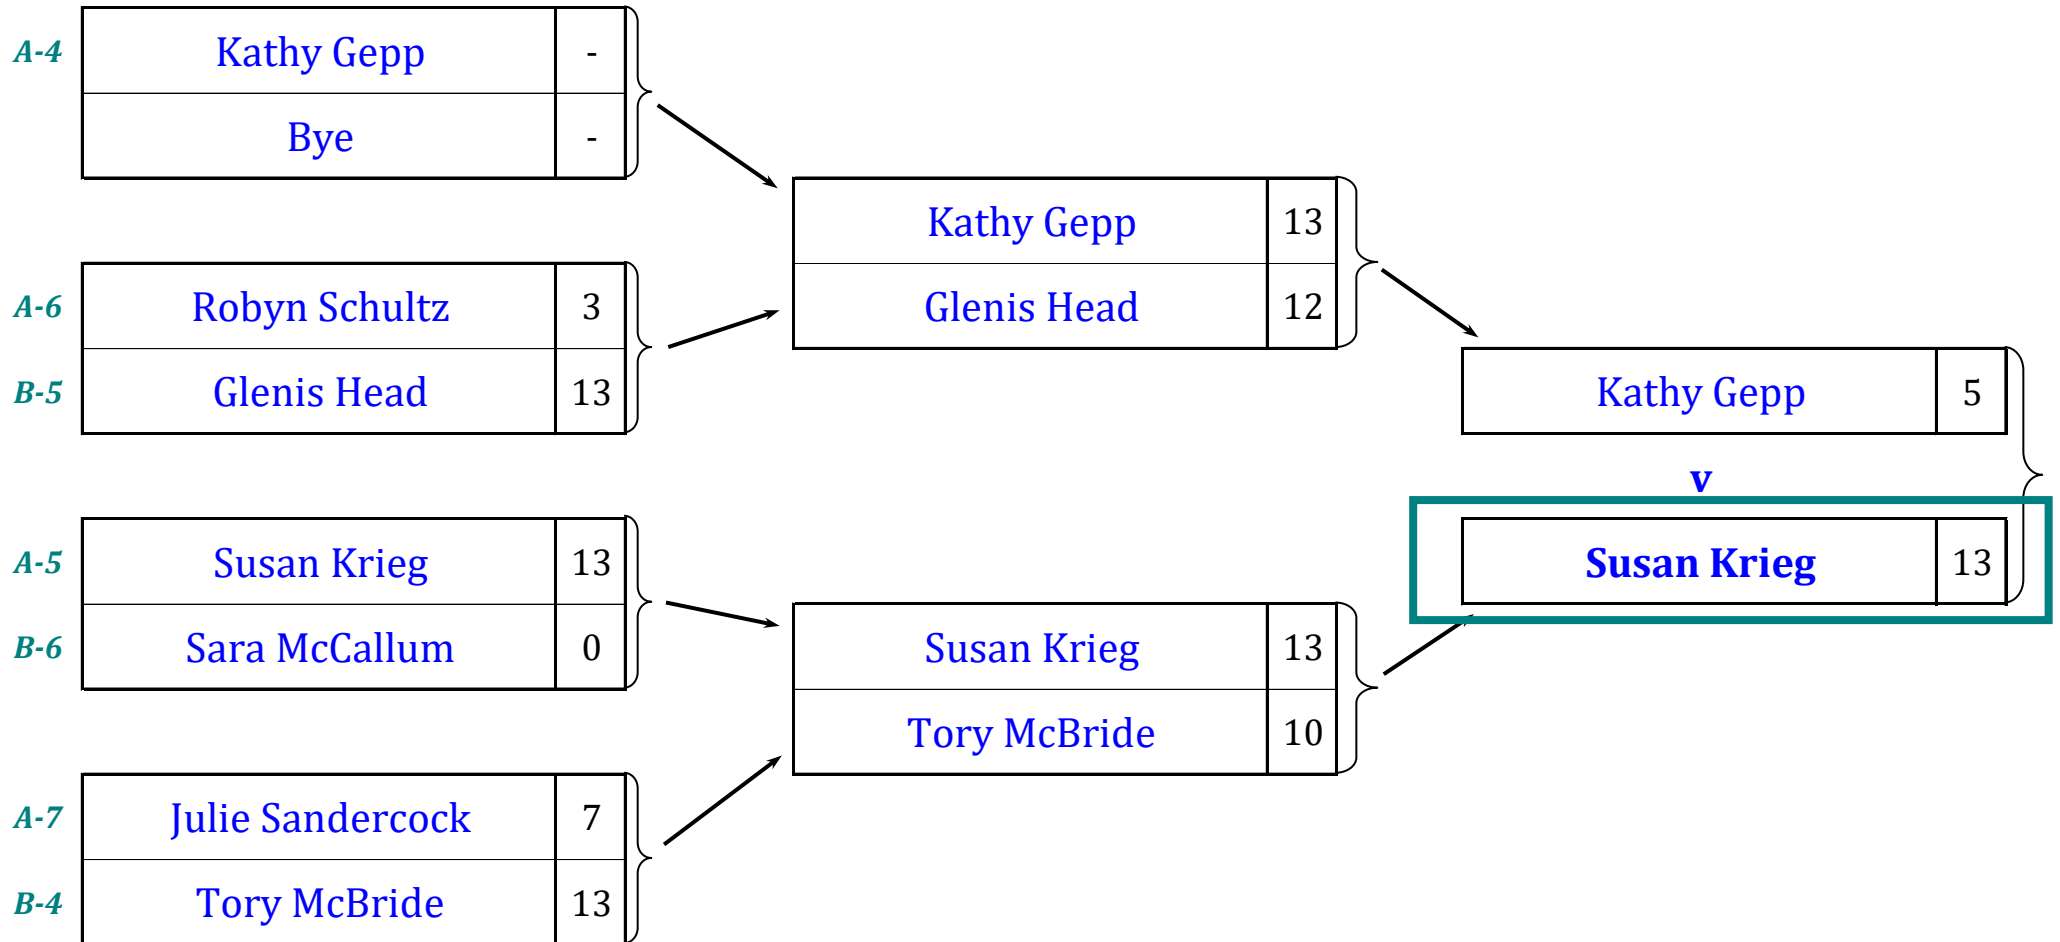 A-4 Kathy Gepp -
Bye -
A-6 Robyn Schultz 3
B-5 Glenis Head 13
A-5 Susan Krieg 13
B-6 Sara McCallum 0
A-7 Julie Sandercock 7
B-4 Tory McBride 13
Kathy Gepp 13
Glenis Head 12
Susan Krieg 13
Tory McBride 10
Kathy Gepp 5
v
Susan Krieg 13